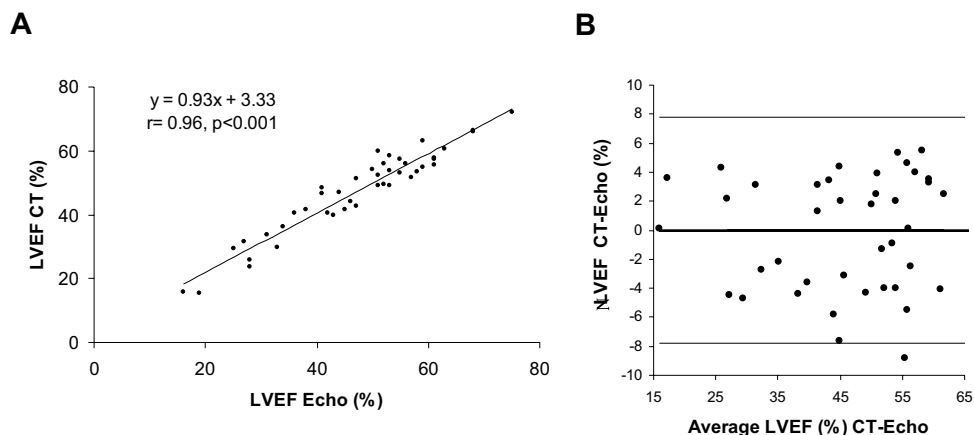 A
B
y = 0.93x + 3.33
r= 0.96, p<0.001
LVEF CT (%)
80
60
40
20
0
0 20 40 60 80
LVEF Echo (%)
LVEF CT-Echo (%)
10
8
6
4
2
0
-2
-4
-6
-8
-10
15 25 35 45 55 65
Average LVEF (%) CT-Echo